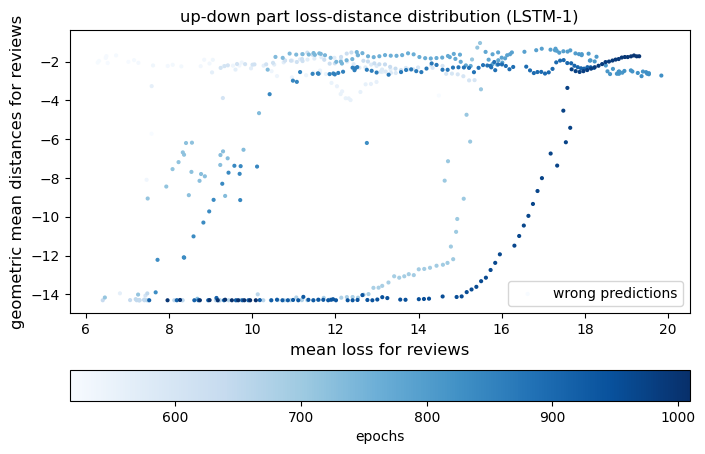 up-down part loss-distance distribution (LSTM-1)
geometric mean distances for reviews
−2
−4
−6
−8
−10
−12
−14
wrong predictions
6 8 10 12 14 16 18 20
mean loss for reviews
600 700 800 900 1000
epochs